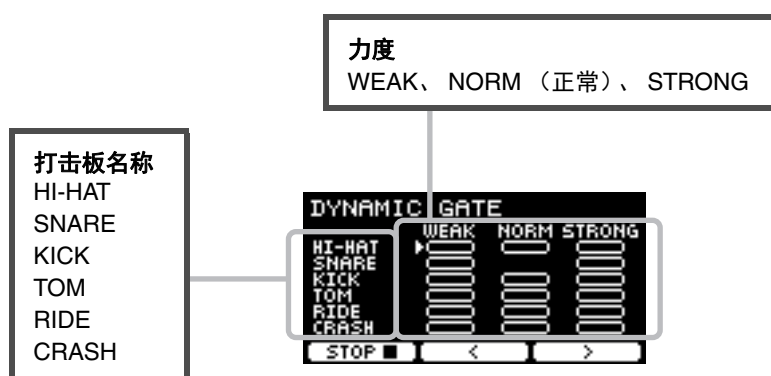 力度
WEAK、 NORM （正常）、 STRONG
打击板名称
HI-HAT
SNARE
KICK
TOM
RIDE
CRASH
DYNAMIC GATE
WEAK NORM STRONG
HI-HAT
SNARE
KICK
TOM
RIDE
CRASH
STOP ■ < >